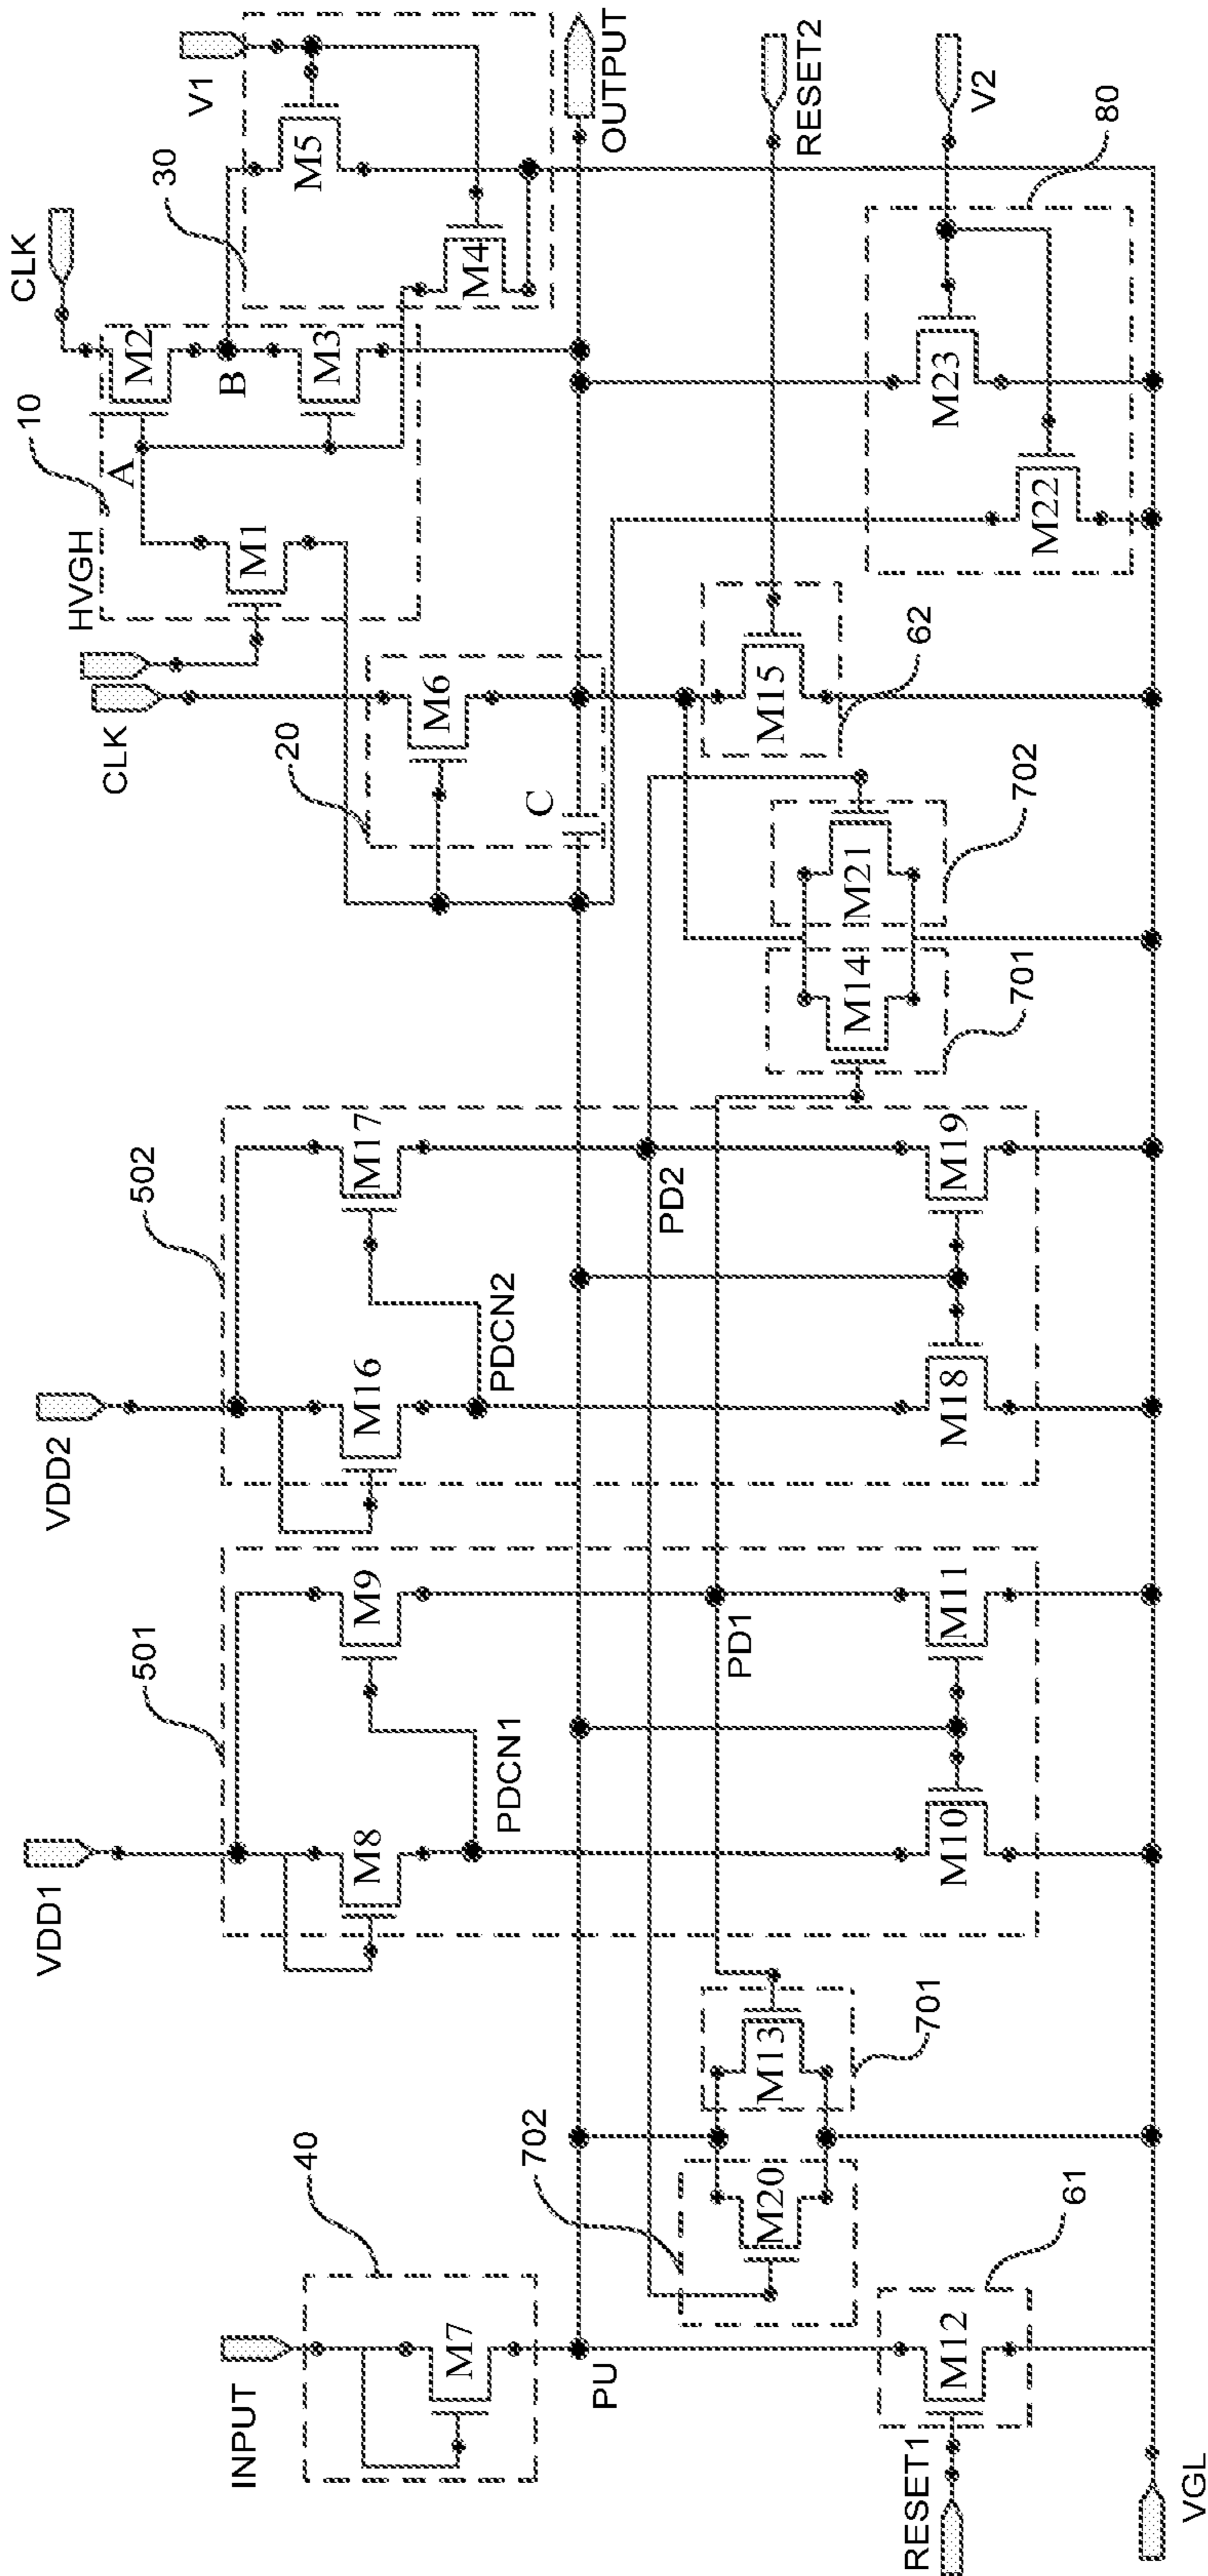 INPUT
40
M7
PU
RESET1
M12
61
VGL
702
M20
M13
701
VDD1
501
M8
M9
PDCN1
PD1
M10
M11
VDD2
502
M16
M17
PDCN2
PD2
M18
M19
M14
701
M21
702
CLK
20
M6
C
M15
62
HVGH
10
A
M1
CLK
M2
B
M3
30
M4
M5
V1
OUTPUT
RESET2
V2
80
M22
M23